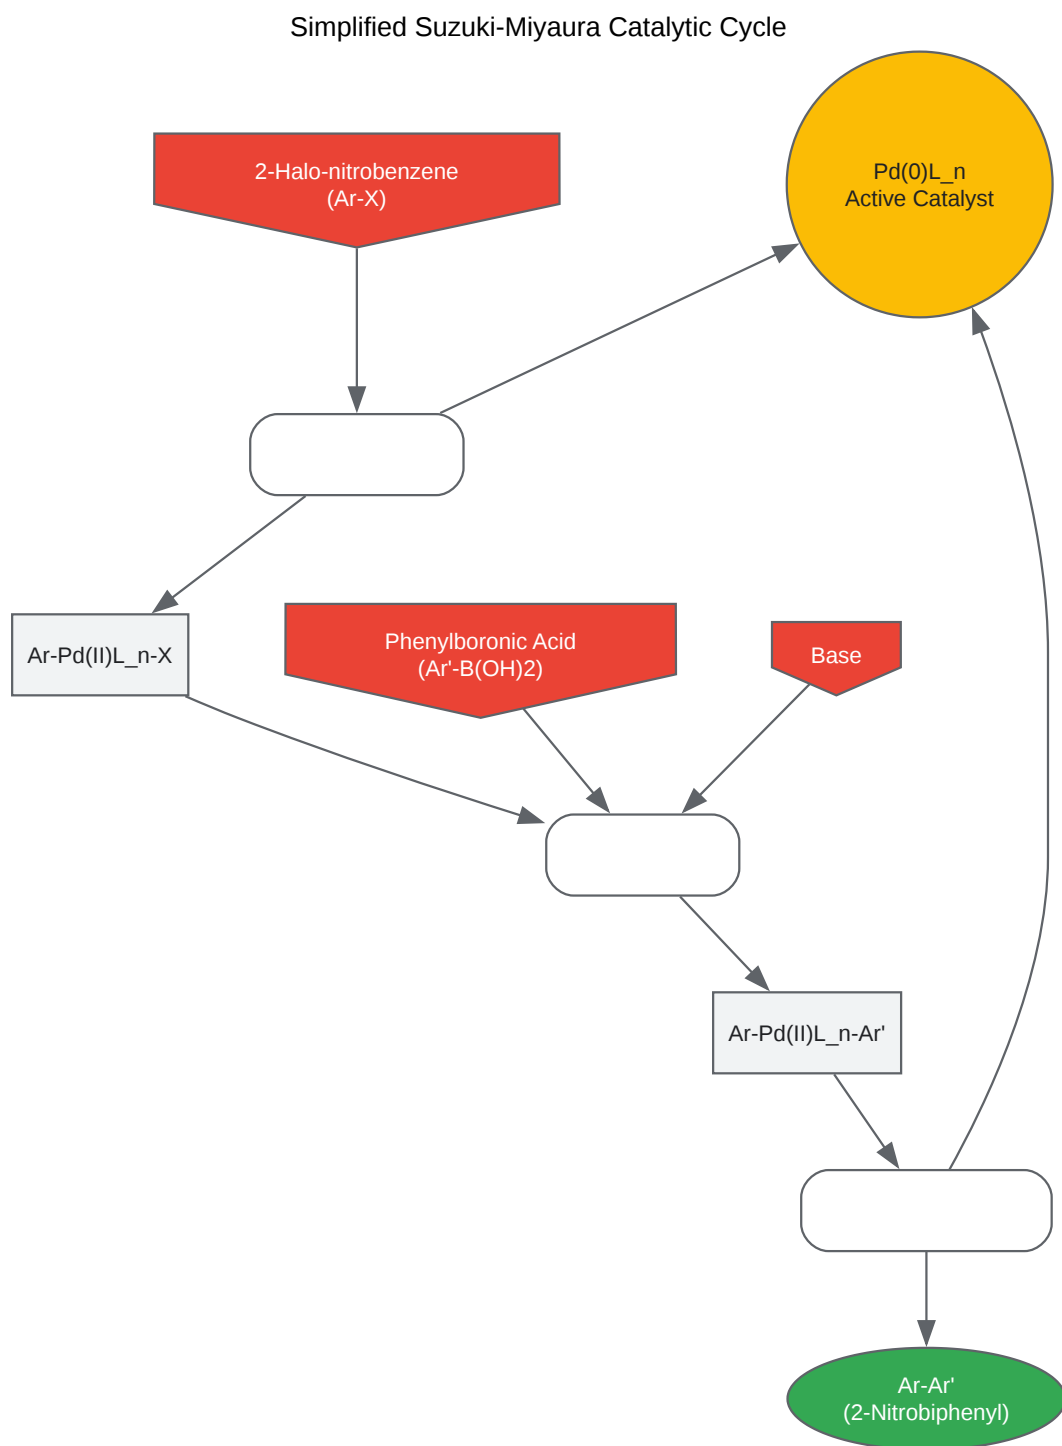 Simplified Suzuki-Miyaura Catalytic Cycle
2-Halo-nitrobenzene
(Ar-X)
Pd(0)L_n
Active Catalyst
Ar-Pd(II)L_n-X
Phenylboronic Acid
(Ar'-B(OH)2)
Base
Ar-Pd(II)L_n-Ar'
Ar-Ar'
(2-Nitrobiphenyl)